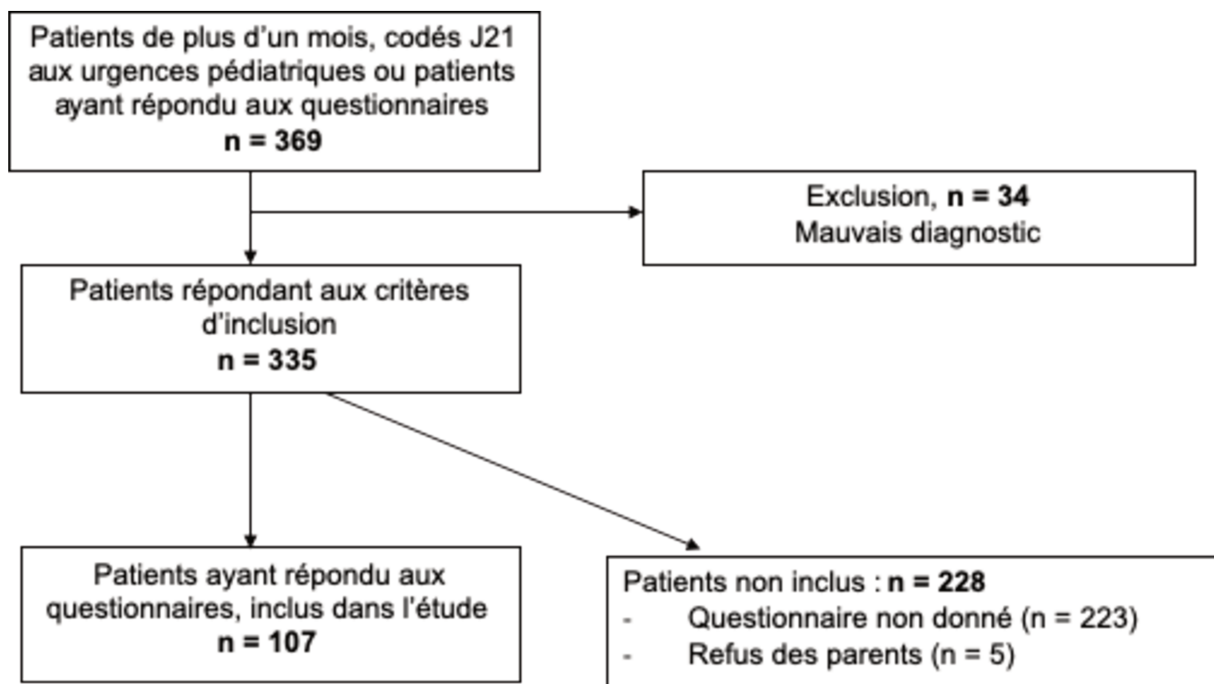 Patients de plus d'un mois, codés J21
aux urgences pédiatriques ou patients
ayant répondu aux questionnaires
n = 369
Exclusion, n = 34
Mauvais diagnostic
Patients répondant aux critères
d'inclusion
n = 335
Patients ayant répondu aux
questionnaires, inclus dans l'étude
n = 107
Patients non inclus : n = 228
- Questionnaire non donné (n = 223)
- Refus des parents (n = 5)